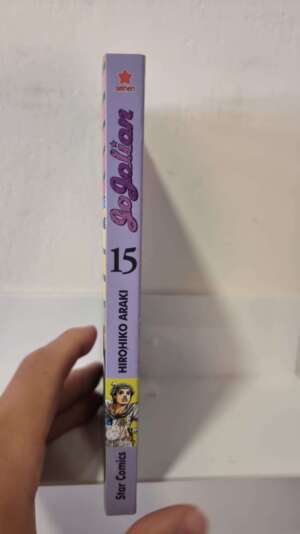 seinen
JoJolion
15
HIROHIKO ARAKI
Star Comics